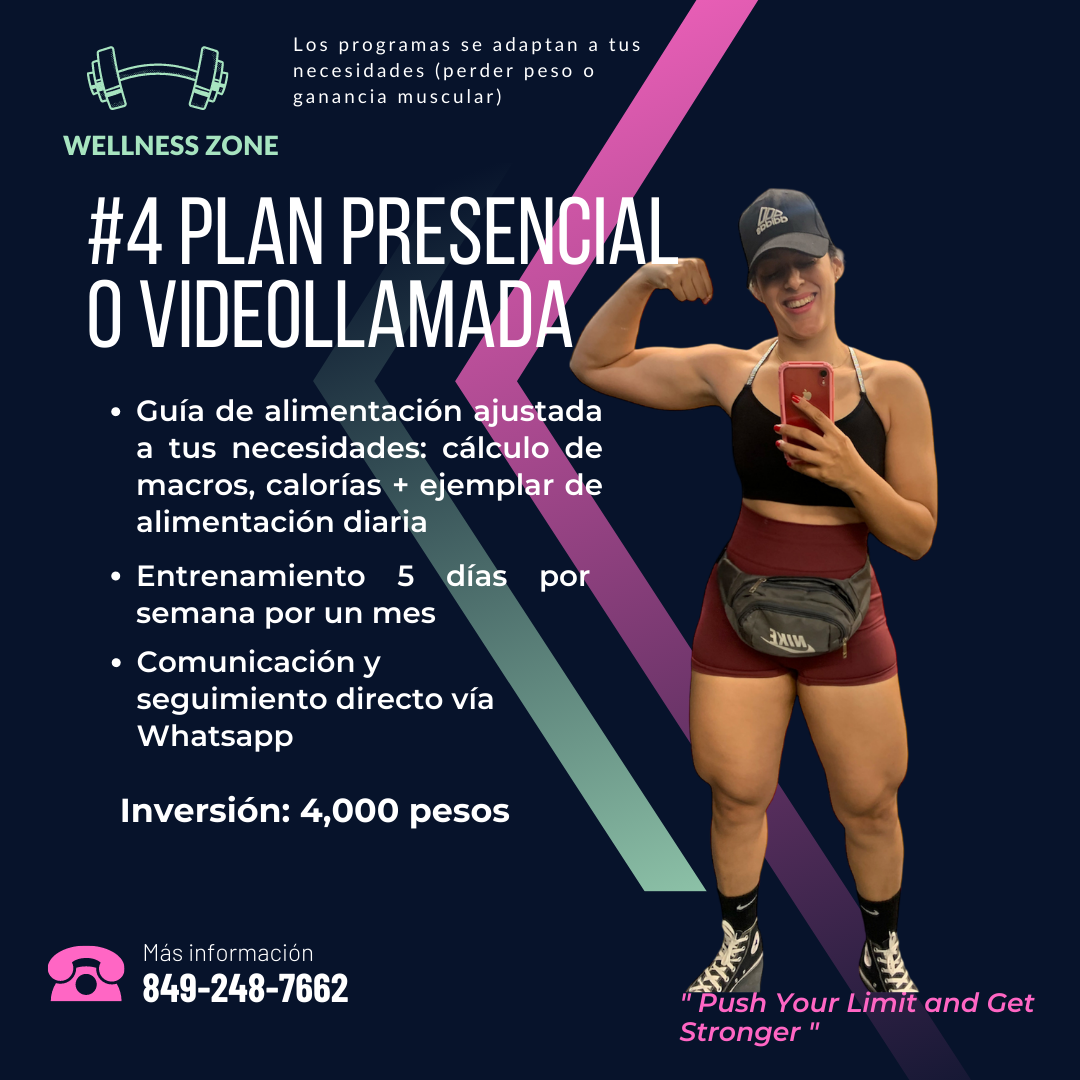 Los programas se adaptan a tus
necesidades (perder peso o
ganancia muscular)
WELLNESS ZONE
#4 PLAN PRESENCIAL
O VIDEOLLAMADA
• Guía de alimentación ajustada
a tus necesidades: cálculo de
macros, calorías + ejemplar de
alimentación diaria
• Entrenamiento 5 días por
semana por un mes
• Comunicación y
seguimiento directo vía
Whatsapp
Inversión: 4,000 pesos
Más información
849-248-7662
adidas
NIKE
" Push Your Limit and Get
Stronger "